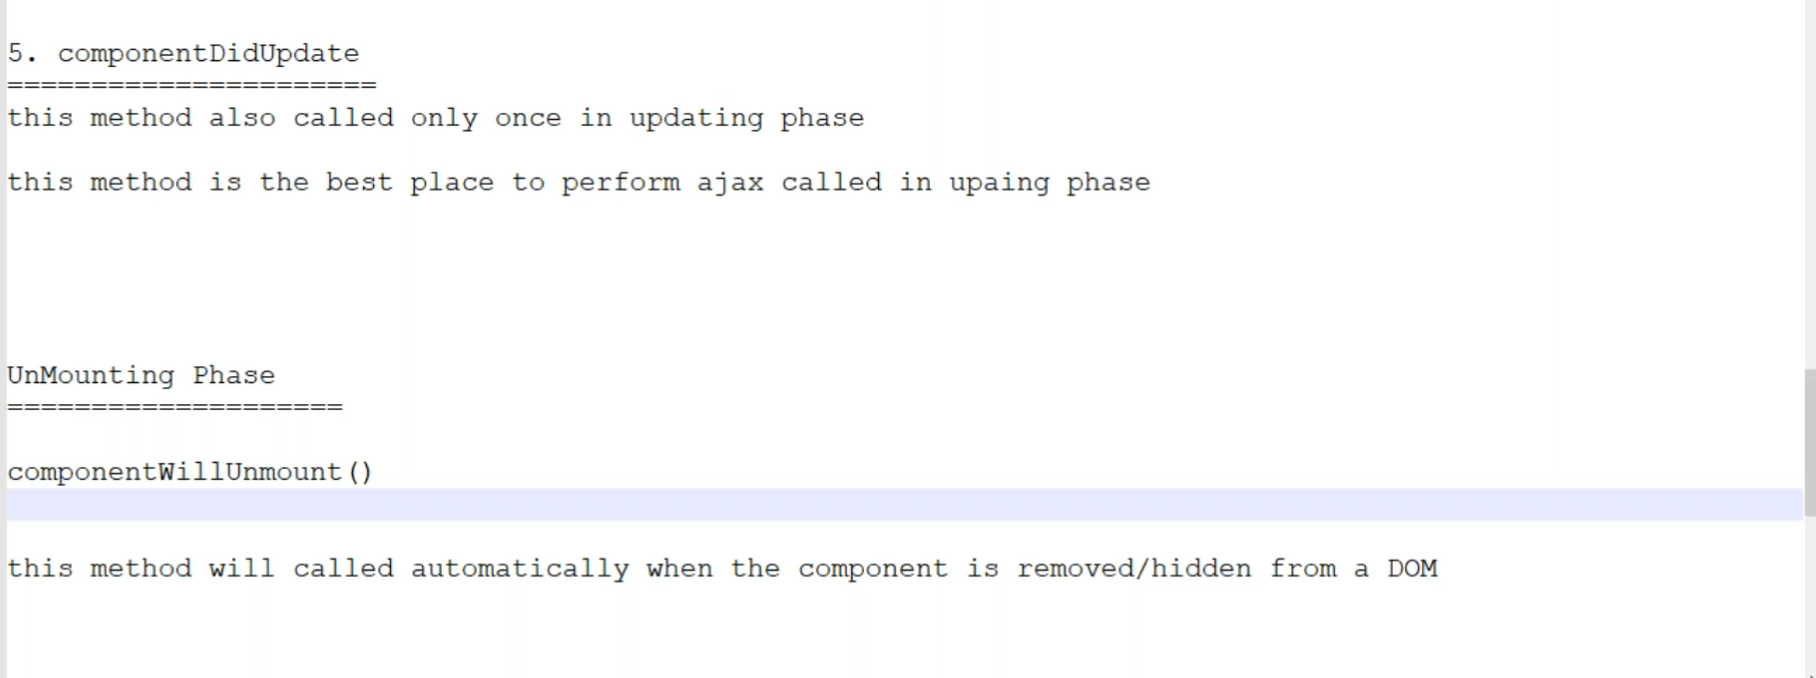 5. componentDidUpdate
======================
this method also called only once in updating phase
this method is the best place to perform ajax called in upaing phase
UnMounting Phase
====================
componentWillUnmount()
this method will called automatically when the component is removed/hidden from a DOM